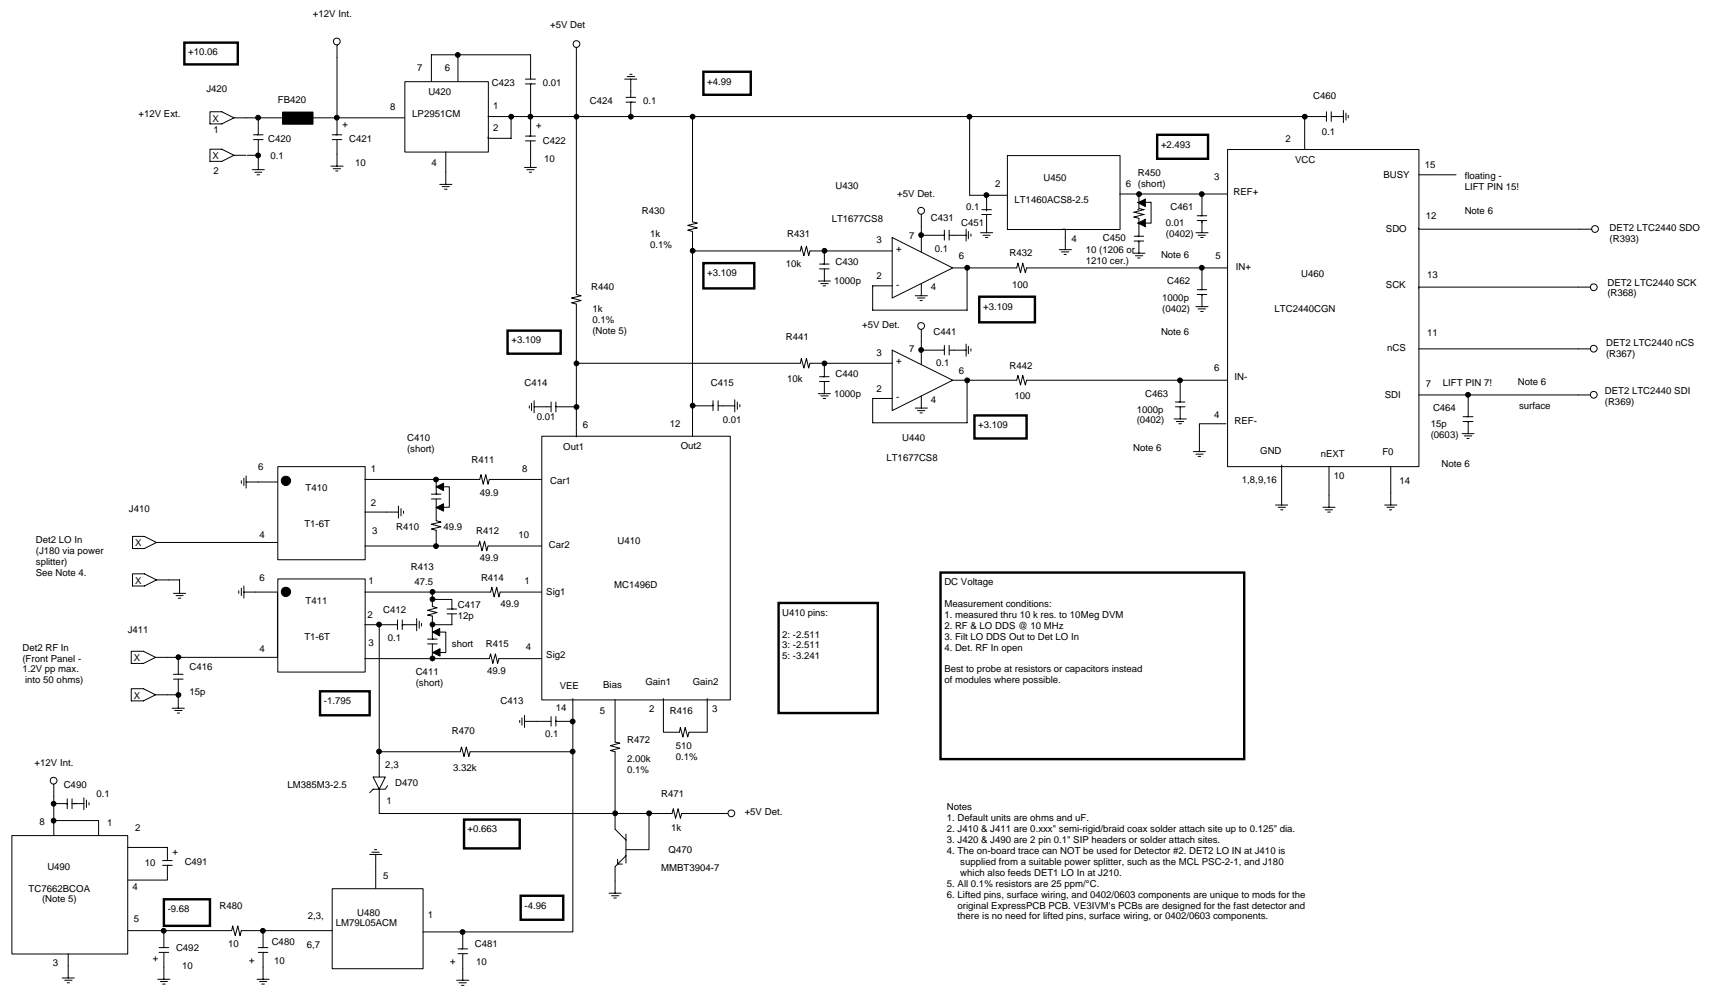 +12V Int.
+5V Det
+10.06
J420
FB420
+12V Ext.
X
1
X
2
C420
0.1
+
C421
10
7
6
U420
LP2951CM
8
1
2
4
C423
0.01
+
C422
10
C424
0.1
+4.99
C460
0.1
+2.493
2
VCC
U450
LT1460ACS8-2.5
2
6
4
0.1
C451
R450
(short)
C450
10 (1206 or
1210 cer.)
C461
0.01
(0402)
Note 6
3
REF+
5
IN+
6
IN-
4
REF-
U460
LTC2440CGN
BUSY
15
floating -
LIFT PIN 15!
Note 6
SDO
12
DET2 LTC2440 SDO
(R393)
SCK
13
DET2 LTC2440 SCK
(R368)
nCS
11
DET2 LTC2440 nCS
(R367)
SDI
7
LIFT PIN 7!
Note 6
surface
DET2 LTC2440 SDI
(R369)
C464
15p
(0603)
Note 6
GND
nEXT
F0
1,8,9,16
10
14
C462
1000p
(0402)
Note 6
C463
1000p
(0402)
Note 6
U430
LT1677CS8
+5V Det.
C431
0.1
7
3
+
2
-
6
4
R431
10k
C430
1000p
R432
100
+3.109
+3.109
R430
1k
0.1%
R440
1k
0.1%
(Note 5)
+3.109
+5V Det.
C441
0.1
7
3
+
2
-
6
4
R441
10k
C440
1000p
R442
100
+3.109
U440
LT1677CS8
C414
0.01
C415
0.01
6
12
Out1
Out2
C410
(short)
R411
49.9
8
Car1
6
T410
T1-6T
1
2
3
4
R410
49.9
R412
49.9
10
Car2
U410
MC1496D
J410
X
X
Det2 LO In
(J180 via power
splitter)
See Note 4.
6
T411
T1-6T
1
2
3
4
R413
47.5
R414
49.9
1
Sig1
C412
0.1
C417
12p
short
R415
49.9
4
Sig2
C411
(short)
J411
X
X
Det2 RF In
(Front Panel -
1.2V pp max.
into 50 ohms)
C416
15p
-1.795
VEE
Bias
Gain1
Gain2
14
5
2
3
C413
0.1
R416
510
0.1%
R470
3.32k
R472
2.00k
0.1%
LM385M3-2.5
2,3
D470
1
R471
1k
+5V Det.
+0.663
Q470
MMBT3904-7
U410 pins:
2: -2.511
3: -2.511
5: -3.241
DC Voltage
Measurement conditions:
1. measured thru 10 k res. to 10Meg DVM
2. RF & LO DDS @ 10 MHz
3. Filt LO DDS Out to Det LO In
4. Det. RF In open
Best to probe at resistors or capacitors instead
of modules where possible.
+12V Int.
C490
0.1
8
1
2
U490
TC7662BCOA
(Note 5)
10
+
C491
4
5
3
-9.68
R480
10
+
C492
10
+
C480
10
5
2,3,
6,7
U480
LM79L05ACM
1
-4.96
+
C481
10
Notes
1. Default units are ohms and uF.
2. J410 & J411 are 0.xxx" semi-rigid/braid coax solder attach site up to 0.125" dia.
3. J420 & J490 are 2 pin 0.1" SIP headers or solder attach sites.
4. The on-board trace can NOT be used for Detector #2. DET2 LO IN at J410 is
supplied from a suitable power splitter, such as the MCL PSC-2-1, and J180
which also feeds DET1 LO In at J210.
5. All 0.1% resistors are 25 ppm/°C.
6. Lifted pins, surface wiring, and 0402/0603 components are unique to mods for the
original ExpressPCB PCB. VE3IVM's PCBs are designed for the fast detector and
there is no need for lifted pins, surface wiring, or 0402/0603 components.